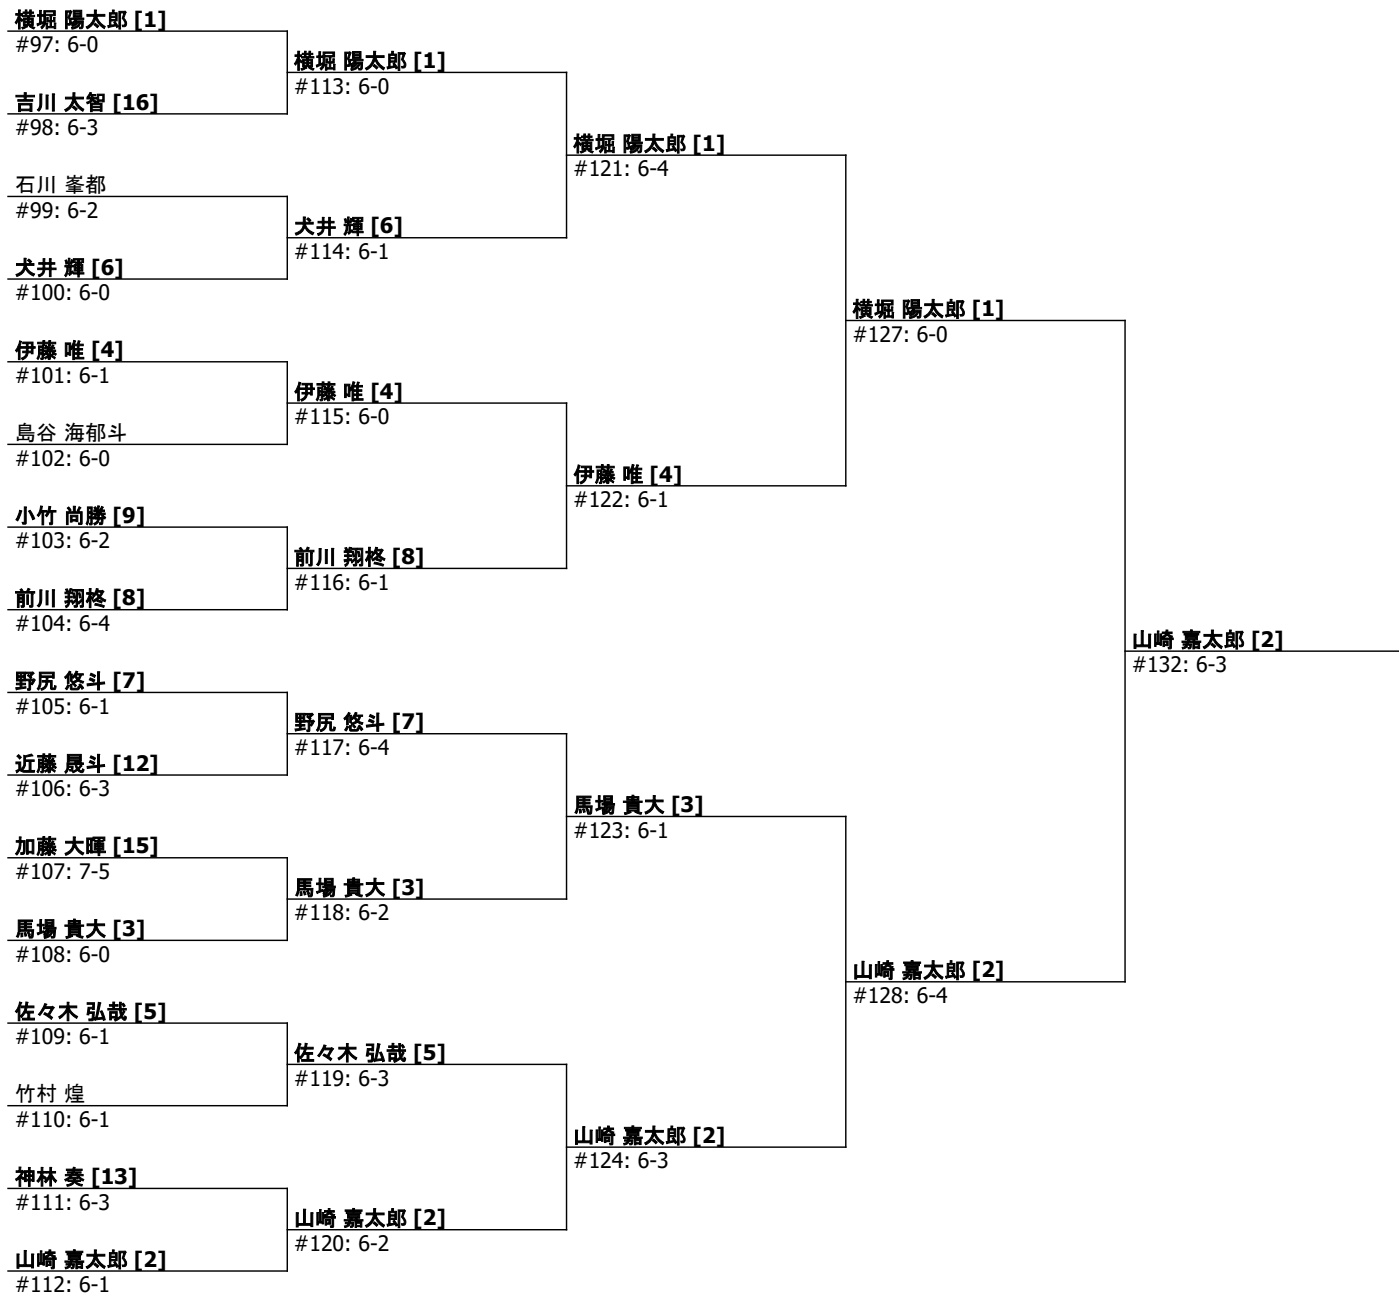 横堀 陽太郎 [1]
#97: 6-0
横堀 陽太郎 [1]
#113: 6-0
吉川 太智 [16]
#98: 6-3
横堀 陽太郎 [1]
#121: 6-4
石川 峯都
#99: 6-2
犬井 輝 [6]
#114: 6-1
犬井 輝 [6]
#100: 6-0
横堀 陽太郎 [1]
#127: 6-0
伊藤 唯 [4]
#101: 6-1
伊藤 唯 [4]
#115: 6-0
島谷 海郁斗
#102: 6-0
伊藤 唯 [4]
#122: 6-1
小竹 尚勝 [9]
#103: 6-2
前川 翔柊 [8]
#116: 6-1
前川 翔柊 [8]
#104: 6-4
山崎 嘉太郎 [2]
#132: 6-3
野尻 悠斗 [7]
#105: 6-1
野尻 悠斗 [7]
#117: 6-4
近藤 晟斗 [12]
#106: 6-3
馬場 貴大 [3]
#123: 6-1
加藤 大暉 [15]
#107: 7-5
馬場 貴大 [3]
#118: 6-2
馬場 貴大 [3]
#108: 6-0
山崎 嘉太郎 [2]
#128: 6-4
佐々木 弘哉 [5]
#109: 6-1
佐々木 弘哉 [5]
#119: 6-3
竹村 煌
#110: 6-1
山崎 嘉太郎 [2]
#124: 6-3
神林 奏 [13]
#111: 6-3
山崎 嘉太郎 [2]
#120: 6-2
山崎 嘉太郎 [2]
#112: 6-1